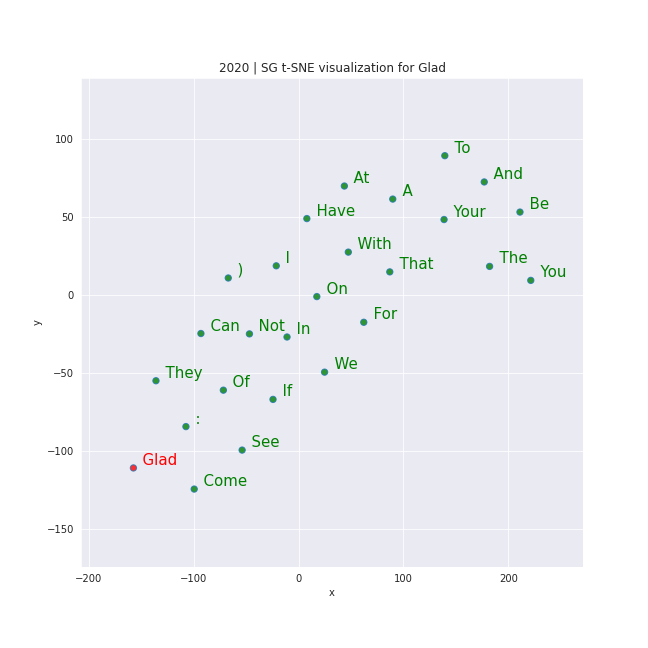 2020 | SG t-SNE visualization for Glad
100
50
0
−50
−100
−150
y
−200
−100
0
100
200
x
To
And
At
A
Be
Have
Your
With
I
)
That
The
You
On
For
Can
Not
In
We
They
Of
If
:
See
Glad
Come